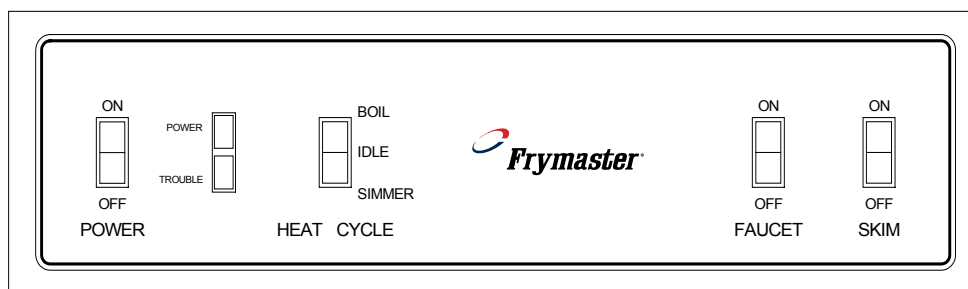 ON
OFF
POWER
POWER
TROUBLE
BOIL
IDLE
SIMMER
HEAT CYCLE
Frymaster
ON
OFF
FAUCET
ON
OFF
SKIM